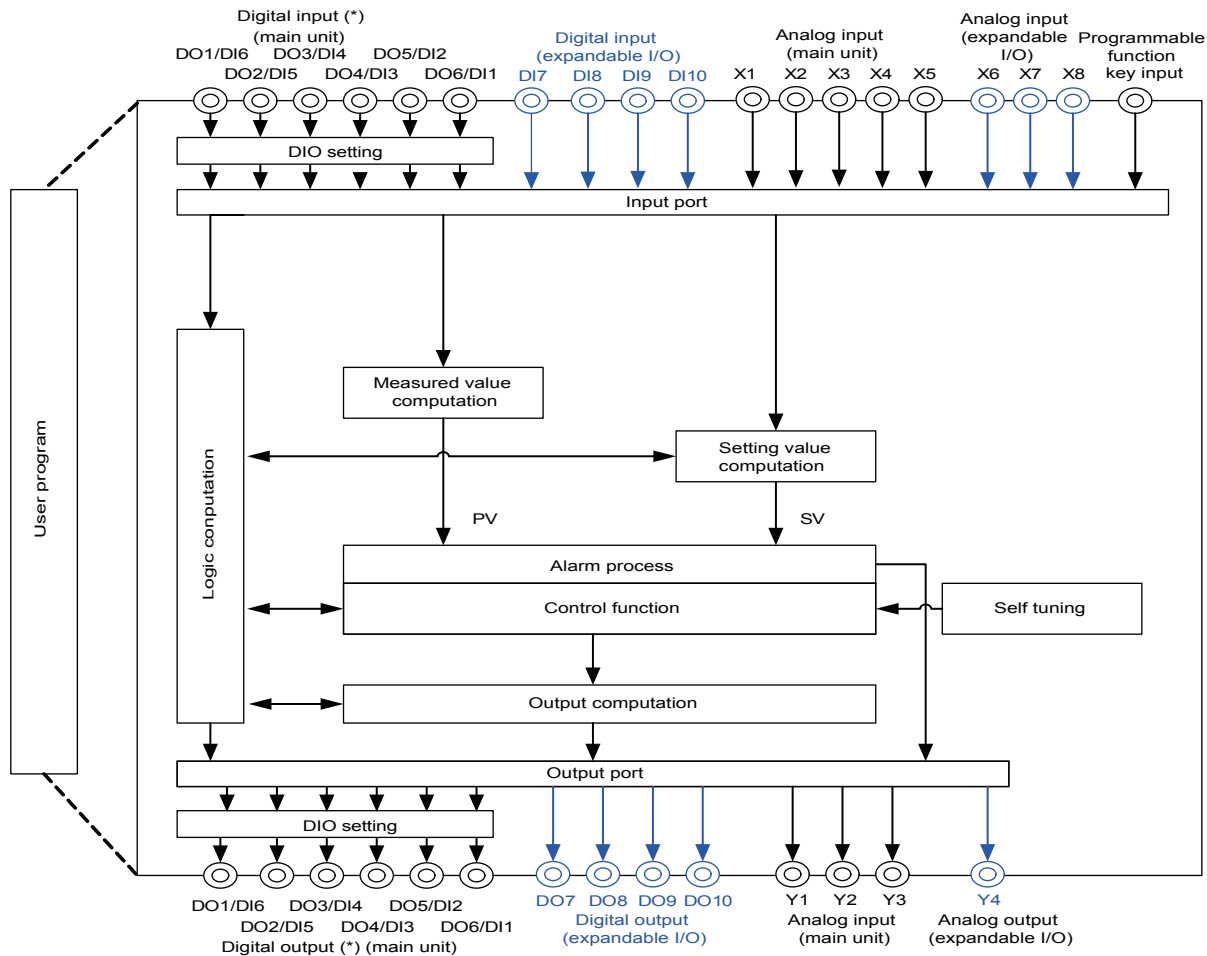 Digital input (*)
(main unit)
DO1/DI6
DO3/DI4
DO5/DI2
DO2/DI5
DO4/DI3
DO6/DI1
Digital input
(expandable I/O)
DI7
DI8
DI9
DI10
Analog input
(main unit)
X1
X2
X3
X4
X5
Analog input
(expandable
I/O)
X6
X7
X8
Programmable
function
key input
DIO setting
Input port
User program
Logic conputation
Measured value
computation
Setting value
computation
PV
SV
Alarm process
Control function
Self tuning
Output computation
Output port
DIO setting
DO1/DI6
DO3/DI4
DO5/DI2
DO2/DI5
DO4/DI3
DO6/DI1
Digital output (*) (main unit)
DO7
DO8
DO9
DO10
Digital output
(expandable I/O)
Y1
Y2
Y3
Analog input
(main unit)
Y4
Analog output
(expandable I/O)